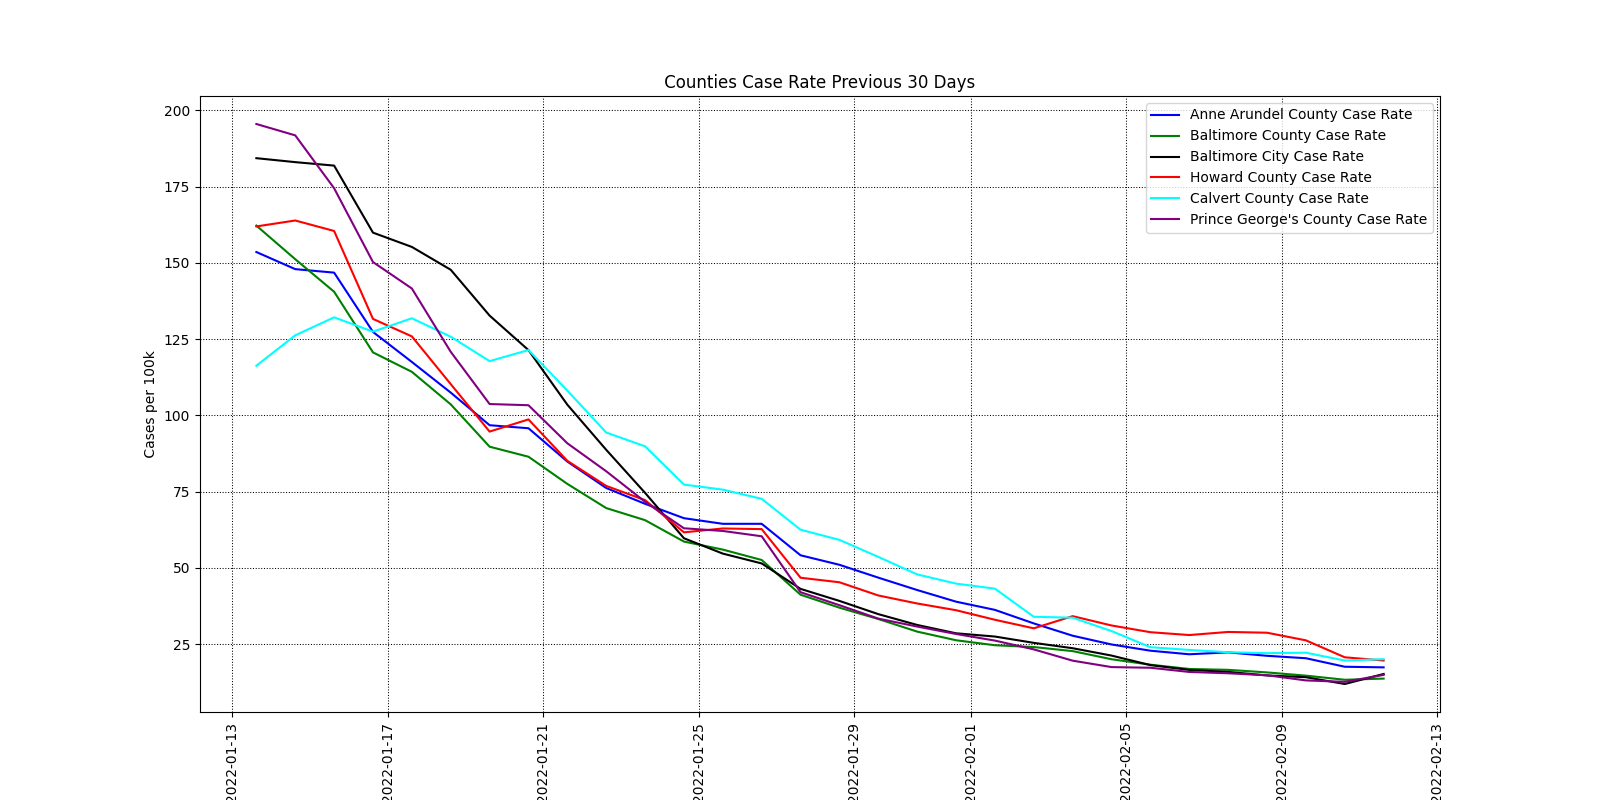 Counties Case Rate Previous 30 Days
200
175
150
125
100
75
50
25
Cases per 100k
Anne Arundel County Case Rate
Baltimore County Case Rate
Baltimore City Case Rate
Howard County Case Rate
Calvert County Case Rate
Prince George's County Case Rate
2022-01-13
2022-01-17
2022-01-21
2022-01-25
2022-01-29
2022-02-01
2022-02-05
2022-02-09
2022-02-13